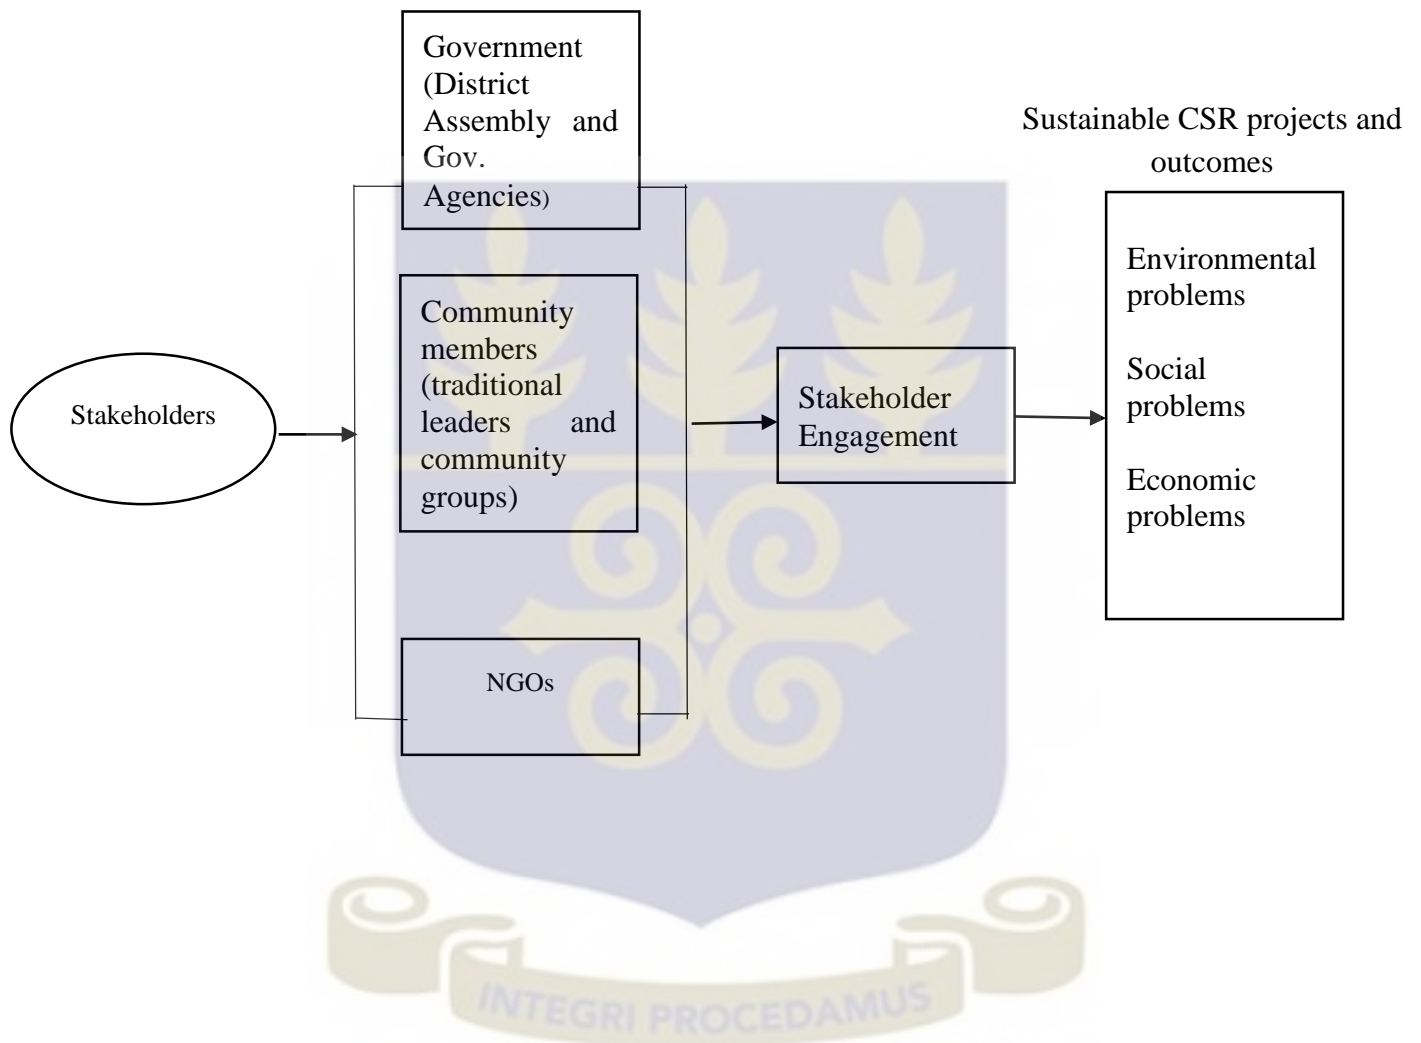 Government
(District
Assembly and
Gov.
Agencies)
Sustainable CSR projects and
outcomes
Community
members
(traditional
leaders and
community
groups)
Stakeholders
NGOs
Stakeholder
Engagement
Environmental
problems
Social
problems
Economic
problems
INTEGRI PROCEDAMUS